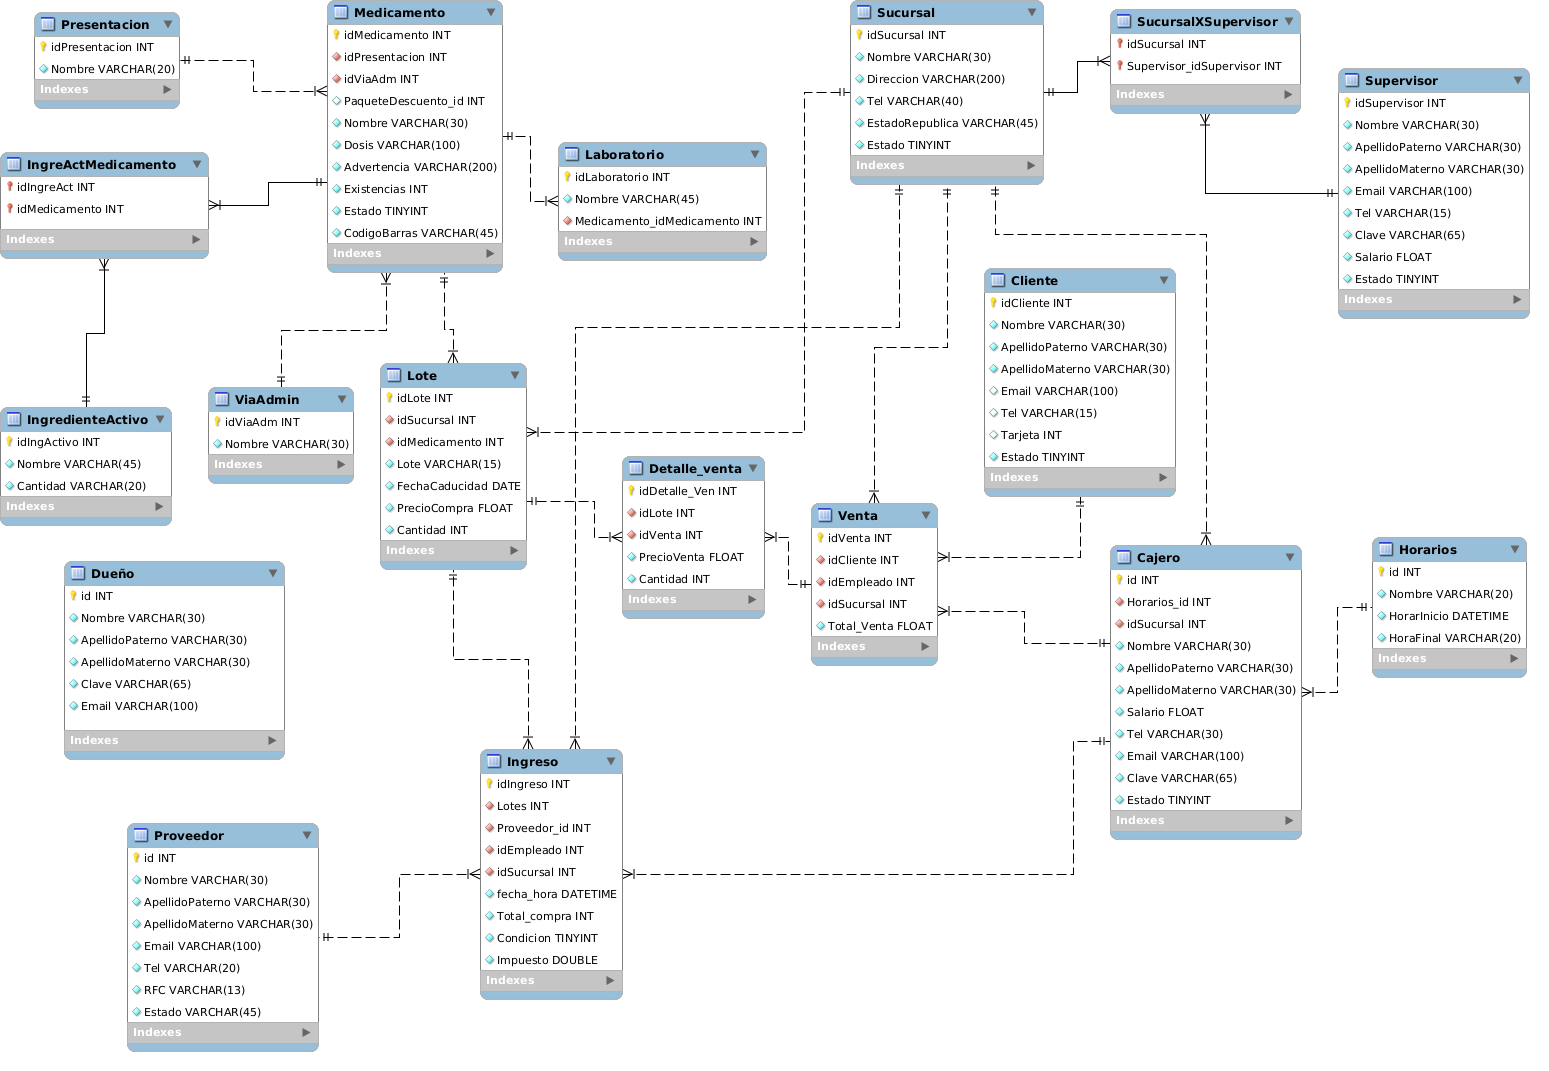 Presentacion
idPresentacion INT
Nombre VARCHAR(20)
Indexes
Medicamento
idMedicamento INT
idPresentacion INT
idViaAdm INT
PaqueteDescuento_id INT
Nombre VARCHAR(30)
Dosis VARCHAR(100)
Advertencia VARCHAR(200)
Existencias INT
Estado TINYINT
CodigoBarras VARCHAR(45)
Indexes
Sucursal
idSucursal INT
Nombre VARCHAR(30)
Direccion VARCHAR(200)
Tel VARCHAR(40)
EstadoRepublica VARCHAR(45)
Estado TINYINT
Indexes
SucursalXSupervisor
idSucursal INT
Supervisor_idSupervisor INT
Indexes
Supervisor
idSupervisor INT
Nombre VARCHAR(30)
ApellidoPaterno VARCHAR(30)
ApellidoMaterno VARCHAR(30)
Email VARCHAR(100)
Tel VARCHAR(15)
Clave VARCHAR(65)
Salario FLOAT
Estado TINYINT
Indexes
IngreActMedicamento
idIngreAct INT
idMedicamento INT
Indexes
Laboratorio
idLaboratorio INT
Nombre VARCHAR(45)
Medicamento_idMedicamento INT
Indexes
Cliente
idCliente INT
Nombre VARCHAR(30)
ApellidoPaterno VARCHAR(30)
ApellidoMaterno VARCHAR(30)
Email VARCHAR(100)
Tel VARCHAR(15)
Tarjeta INT
Estado TINYINT
Indexes
IngredienteActivo
idIngActivo INT
Nombre VARCHAR(45)
Cantidad VARCHAR(20)
Indexes
ViaAdmin
idViaAdm INT
Nombre VARCHAR(30)
Indexes
Lote
idLote INT
idSucursal INT
idMedicamento INT
Lote VARCHAR(15)
FechaCaducidad DATE
PrecioCompra FLOAT
Cantidad INT
Indexes
Detalle_venta
idDetalle_Ven INT
idLote INT
idVenta INT
PrecioVenta FLOAT
Cantidad INT
Indexes
Venta
idVenta INT
idCliente INT
idEmpleado INT
idSucursal INT
Total_Venta FLOAT
Indexes
Cajero
id INT
Horarios_id INT
idSucursal INT
Nombre VARCHAR(30)
ApellidoPaterno VARCHAR(30)
ApellidoMaterno VARCHAR(30)
Salario FLOAT
Tel VARCHAR(30)
Email VARCHAR(100)
Clave VARCHAR(65)
Estado TINYINT
Indexes
Horarios
id INT
Nombre VARCHAR(20)
HorarInicio DATETIME
HoraFinal VARCHAR(20)
Indexes
Dueño
id INT
Nombre VARCHAR(30)
ApellidoPaterno VARCHAR(30)
ApellidoMaterno VARCHAR(30)
Clave VARCHAR(65)
Email VARCHAR(100)
Indexes
Ingreso
idIngreso INT
Lotes INT
Proveedor_id INT
idEmpleado INT
idSucursal INT
fecha_hora DATETIME
Total_compra INT
Condicion TINYINT
Impuesto DOUBLE
Indexes
Proveedor
id INT
Nombre VARCHAR(30)
ApellidoPaterno VARCHAR(30)
ApellidoMaterno VARCHAR(30)
Email VARCHAR(100)
Tel VARCHAR(20)
RFC VARCHAR(13)
Estado VARCHAR(45)
Indexes